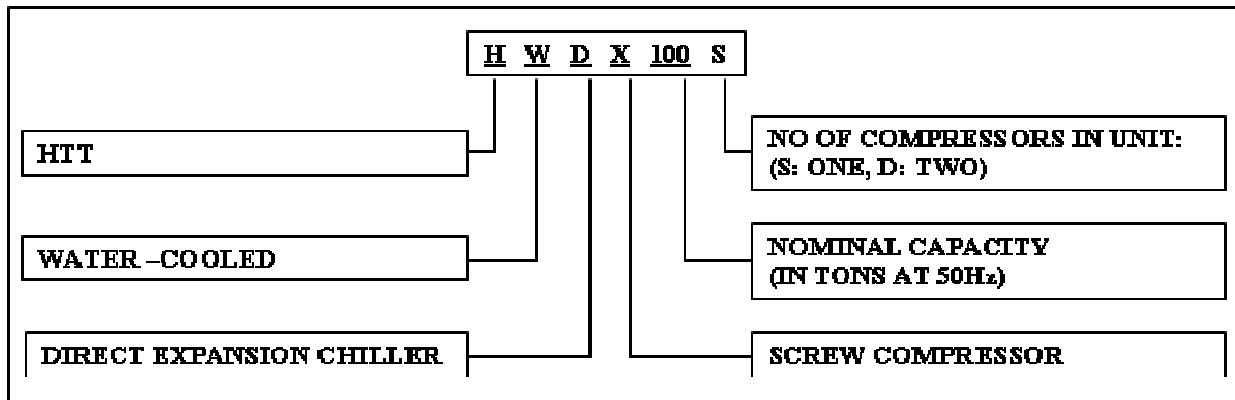 H W D X 100 S
HTT
NO OF COMPRESSORS IN UNIT:
(S: ONE, D: TWO)
WATER –COOLED
NOMINAL CAPACITY
(IN TONS AT 50Hz)
DIRECT EXPANSION CHILLER
SCREW COMPRESSOR